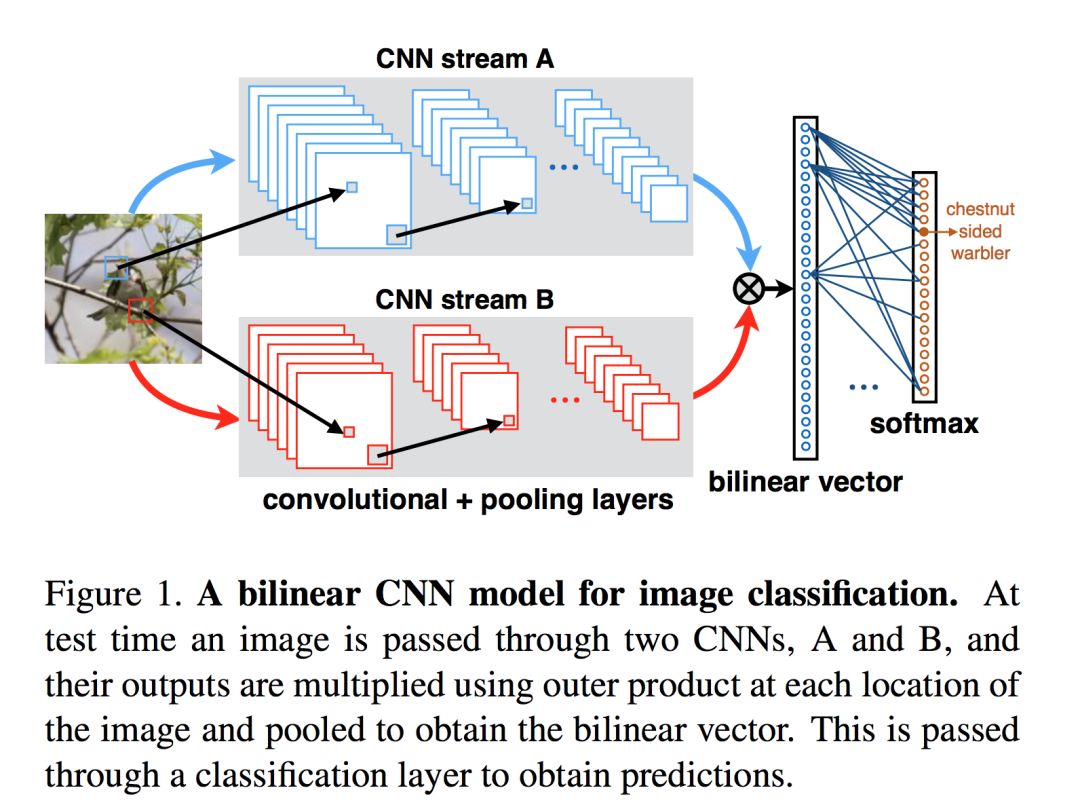 CNN stream A
chestnut
sided
warbler
CNN stream B
softmax
bilinear vector
convolutional + pooling layers
Figure 1. A bilinear CNN model for image classification. At
test time an image is passed through two CNNs, A and B, and
their outputs are multiplied using outer product at each location of
the image and pooled to obtain the bilinear vector. This is passed
through a classification layer to obtain predictions.